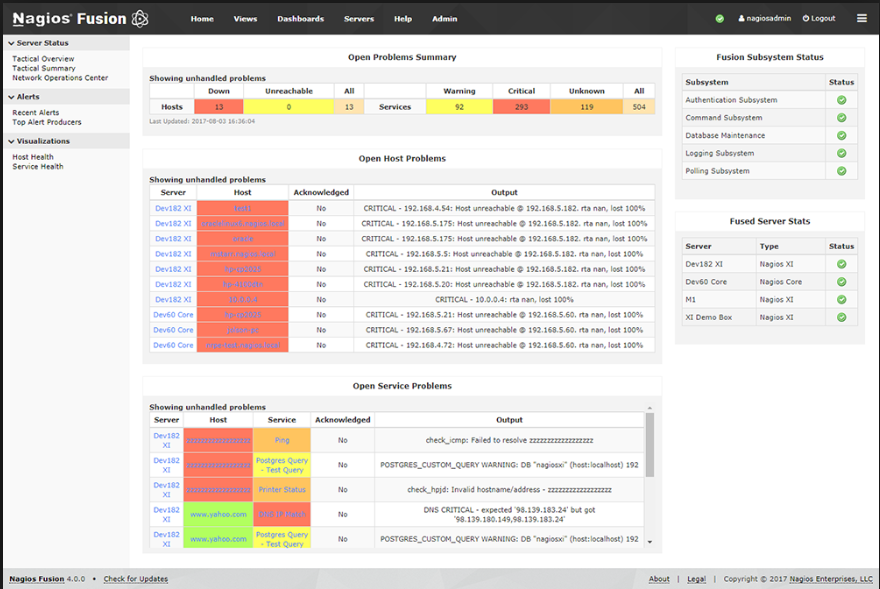 Nagios® Fusion
Home Views Dashboards Servers Help Admin
nagiosadmin Logout
Server Status
Tactical Overview
Tactical Summary
Network Operations Center
Alerts
Recent Alerts
Top Alert Producers
Visualizations
Host Health
Service Health
Open Problems Summary
Showing unhandled problems
Down Unreachable All Warning Critical Unknown All
Hosts 13 0 13 Services 92 293 119 504
Last Updated: 2017-08-03 16:36:04
Open Host Problems
Showing unhandled problems
Server Host Acknowledged Output
Dev182 XI test1 No CRITICAL - 192.168.4.54: Host unreachable @ 192.168.5.182. rta nan, lost 100%
Dev182 XI No CRITICAL - 192.168.5.175: Host unreachable @ 192.168.5.182. rta nan, lost 100%
Dev182 XI oracle No CRITICAL - 192.168.5.175: Host unreachable @ 192.168.5.182. rta nan, lost 100%
Dev182 XI No CRITICAL - 192.168.5.5: Host unreachable @ 192.168.5.182. rta nan, lost 100%
Dev182 XI No CRITICAL - 192.168.5.21: Host unreachable @ 192.168.5.182. rta nan, lost 100%
Dev182 XI No CRITICAL - 192.168.5.20: Host unreachable @ 192.168.5.182. rta nan, lost 100%
Dev182 XI 10.0.0.4 No CRITICAL - 10.0.0.4: rta nan, lost 100%
Dev60 Core No CRITICAL - 192.168.5.21: Host unreachable @ 192.168.5.60. rta nan, lost 100%
Dev60 Core No CRITICAL - 192.168.5.67: Host unreachable @ 192.168.5.60. rta nan, lost 100%
Dev60 Core No CRITICAL - 192.168.4.72: Host unreachable @ 192.168.5.60. rta nan, lost 100%
Open Service Problems
Showing unhandled problems
Server Host Service Acknowledged Output
Dev182 XI zzzzzzzzzzzzzzzzzz Ping No check_icmp: Failed to resolve zzzzzzzzzzzzzzzzzz
Dev182 XI zzzzzzzzzzzzzzzzzz Postgres Query - Test Query No POSTGRES_CUSTOM_QUERY WARNING: DB "nagiosxi" (host:localhost) 192
Dev182 XI zzzzzzzzzzzzzzzzzz Printer Status No check_hpjd: Invalid hostname/address - zzzzzzzzzzzzzzzzzz
Dev182 XI www.yahoo.com DNS IP Match No DNS CRITICAL - expected '98.139.183.24' but got '98.139.180.149,98.139.183.24'
Dev182 XI www.yahoo.com Postgres Query - Test Query No POSTGRES_CUSTOM_QUERY WARNING: DB "nagiosxi" (host:localhost) 192
Fusion Subsystem Status
Subsystem Status
Authentication Subsystem
Command Subsystem
Database Maintenance
Logging Subsystem
Polling Subsystem
Fused Server Stats
Server Type Status
Dev182 XI Nagios XI
Dev60 Core Nagios Core
M1 Nagios XI
XI Demo Box Nagios XI
Nagios Fusion 4.0.0 • Check for Updates
About | Legal | Copyright © 2017 Nagios Enterprises, LLC